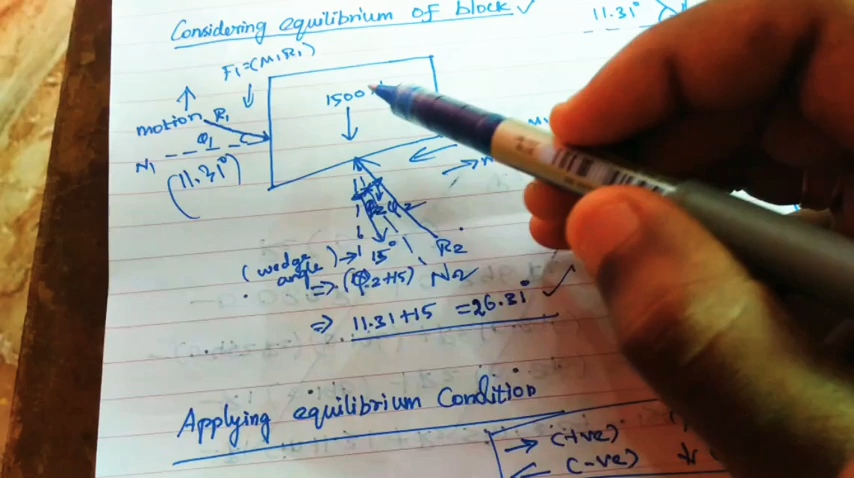 Considering equilibrium of block ✓
11.31°
F1=(M1R1)
1500
motion R1
φ1
N1
(11.31°)
R2
(wedge angle) → 15°
N2
⇒ (φ2+15)
⇒ 11.31+15 =26.31° ✓
Applying equilibrium Condition
→ (+ve)
← (-ve)